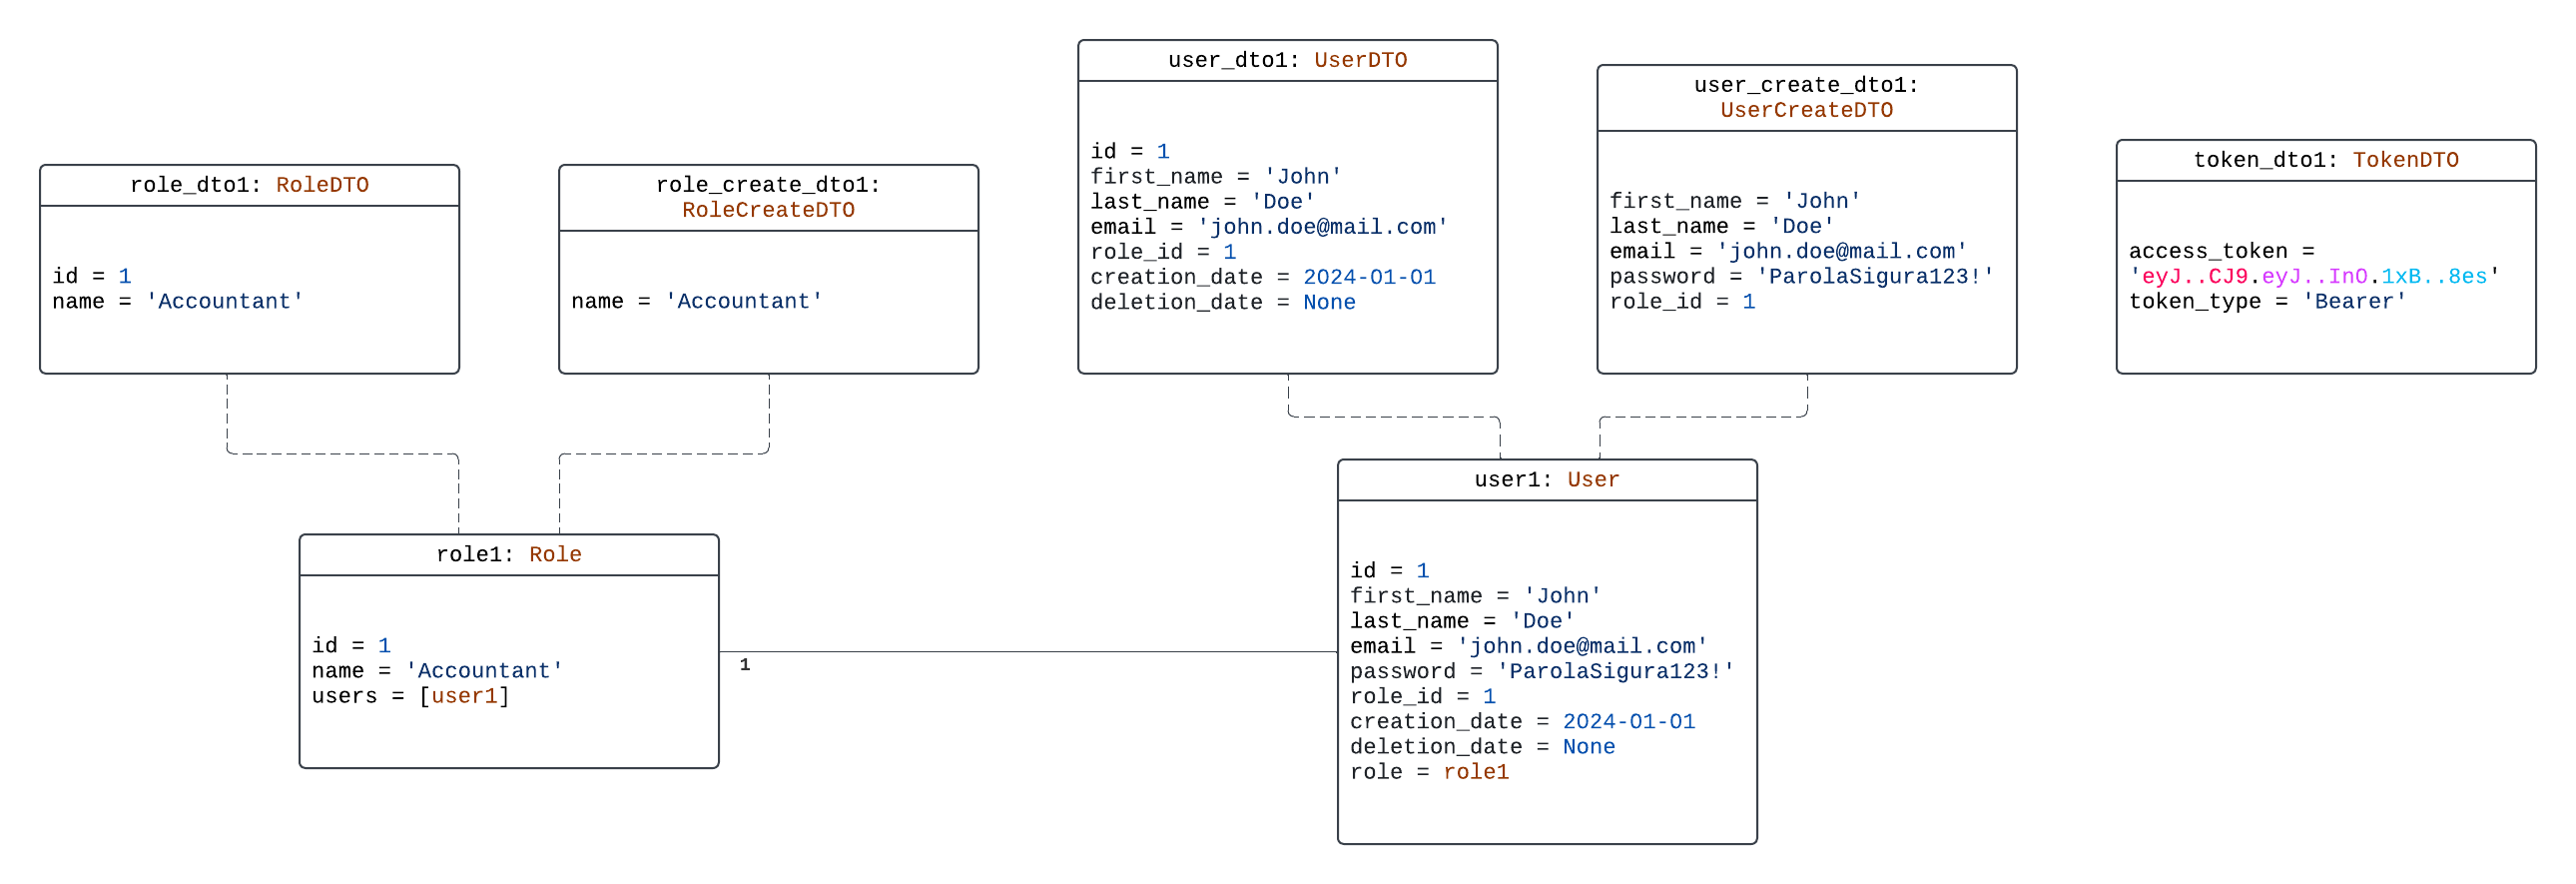 user_dto1: UserDTO
id = 1
first_name = 'John'
last_name = 'Doe'
email = 'john.doe@mail.com'
role_id = 1
creation_date = 2024-01-01
deletion_date = None
user_create_dto1:
UserCreateDTO
first_name = 'John'
last_name = 'Doe'
email = 'john.doe@mail.com'
password = 'ParolaSigura123!'
role_id = 1
token_dto1: TokenDTO
access_token =
'eyJ..CJ9.eyJ..InO.1xB..8es'
token_type = 'Bearer'
role_dto1: RoleDTO
id = 1
name = 'Accountant'
role_create_dto1:
RoleCreateDTO
name = 'Accountant'
user1: User
id = 1
first_name = 'John'
last_name = 'Doe'
email = 'john.doe@mail.com'
password = 'ParolaSigura123!'
role_id = 1
creation_date = 2024-01-01
deletion_date = None
role = role1
role1: Role
id = 1
name = 'Accountant'
users = [user1]
1